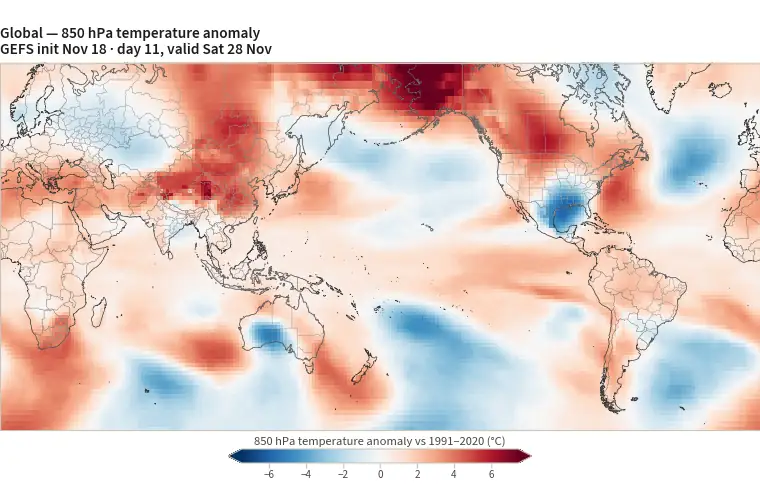 Global — 850 hPa temperature anomaly
GEFS init Nov 18 · day 11, valid Sat 28 Nov
850 hPa temperature anomaly vs 1991–2020 (°C)
−6 −4 −2 0 2 4 6